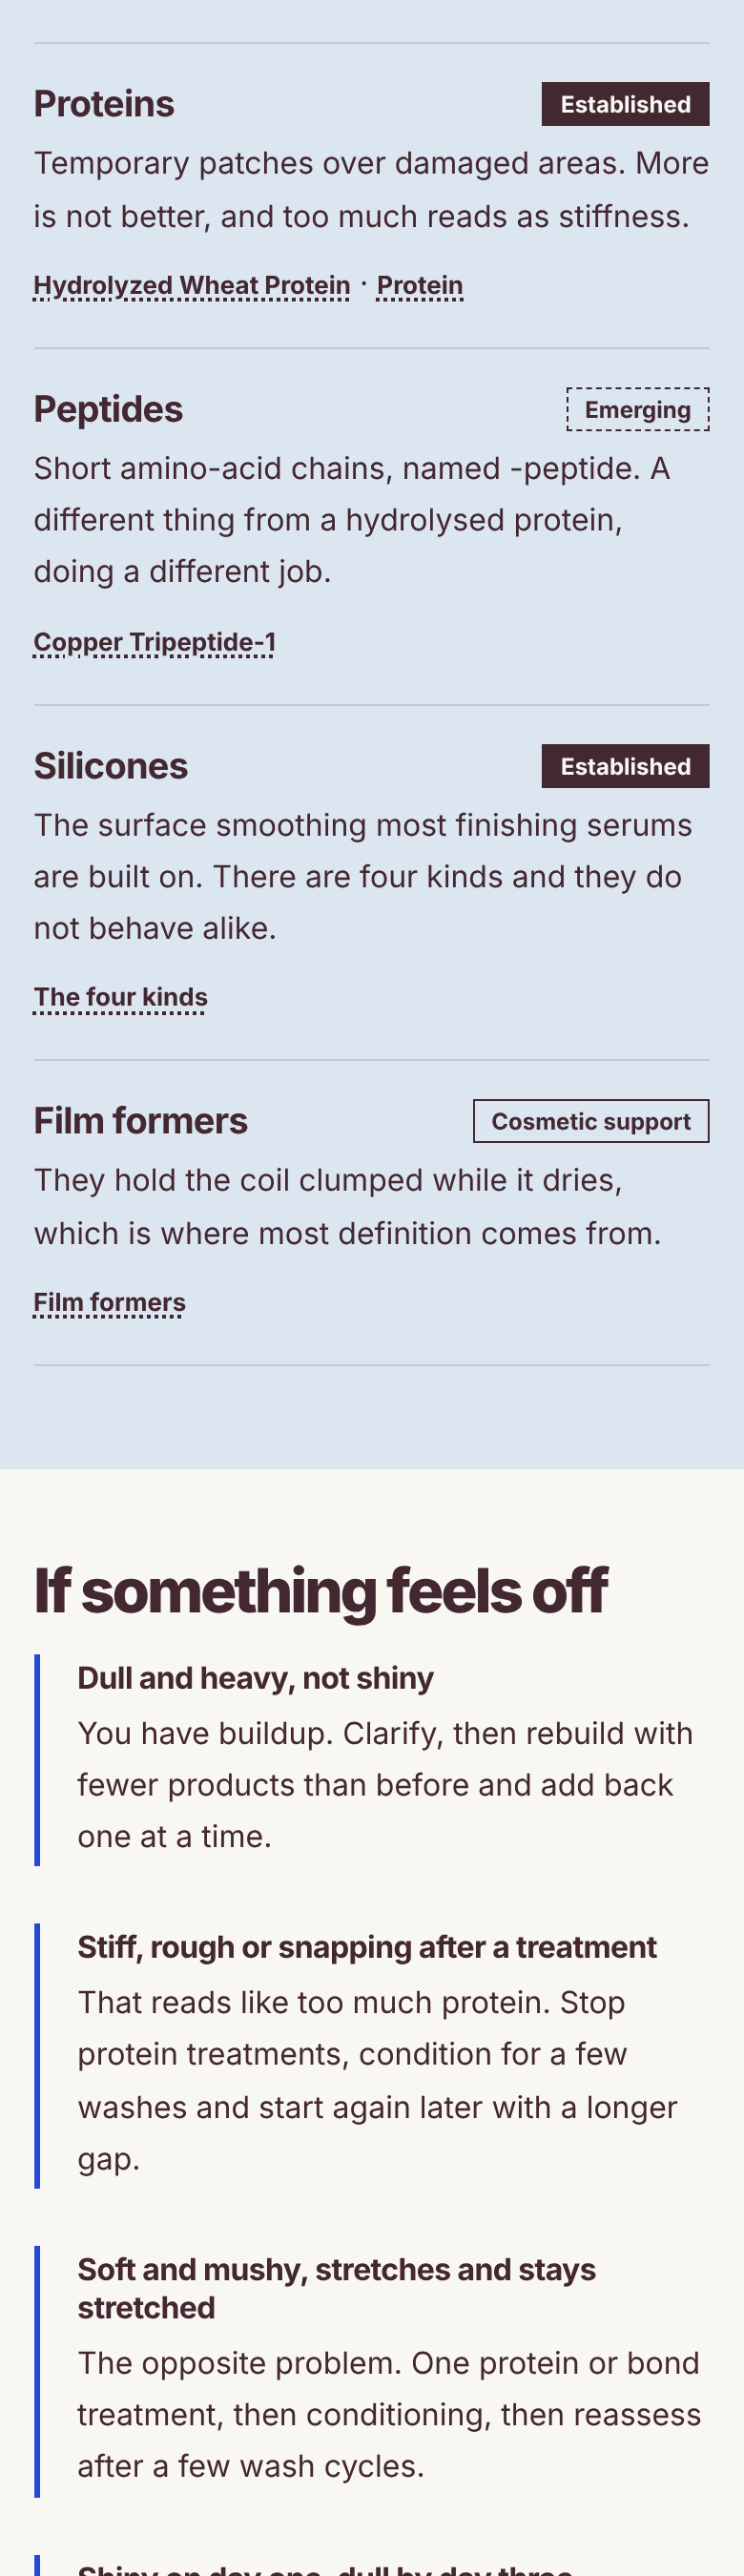 Proteins
Established
Temporary patches over damaged areas. More
is not better, and too much reads as stiffness.
Hydrolyzed Wheat Protein · Protein
Peptides
Emerging
Short amino-acid chains, named -peptide. A
different thing from a hydrolysed protein,
doing a different job.
Copper Tripeptide-1
Silicones
Established
The surface smoothing most finishing serums
are built on. There are four kinds and they do
not behave alike.
The four kinds
Film formers
Cosmetic support
They hold the coil clumped while it dries,
which is where most definition comes from.
Film formers
If something feels off
Dull and heavy, not shiny
You have buildup. Clarify, then rebuild with
fewer products than before and add back
one at a time.
Stiff, rough or snapping after a treatment
That reads like too much protein. Stop
protein treatments, condition for a few
washes and start again later with a longer
gap.
Soft and mushy, stretches and stays
stretched
The opposite problem. One protein or bond
treatment, then conditioning, then reassess
after a few wash cycles.
Shiny on day one, dull by day three